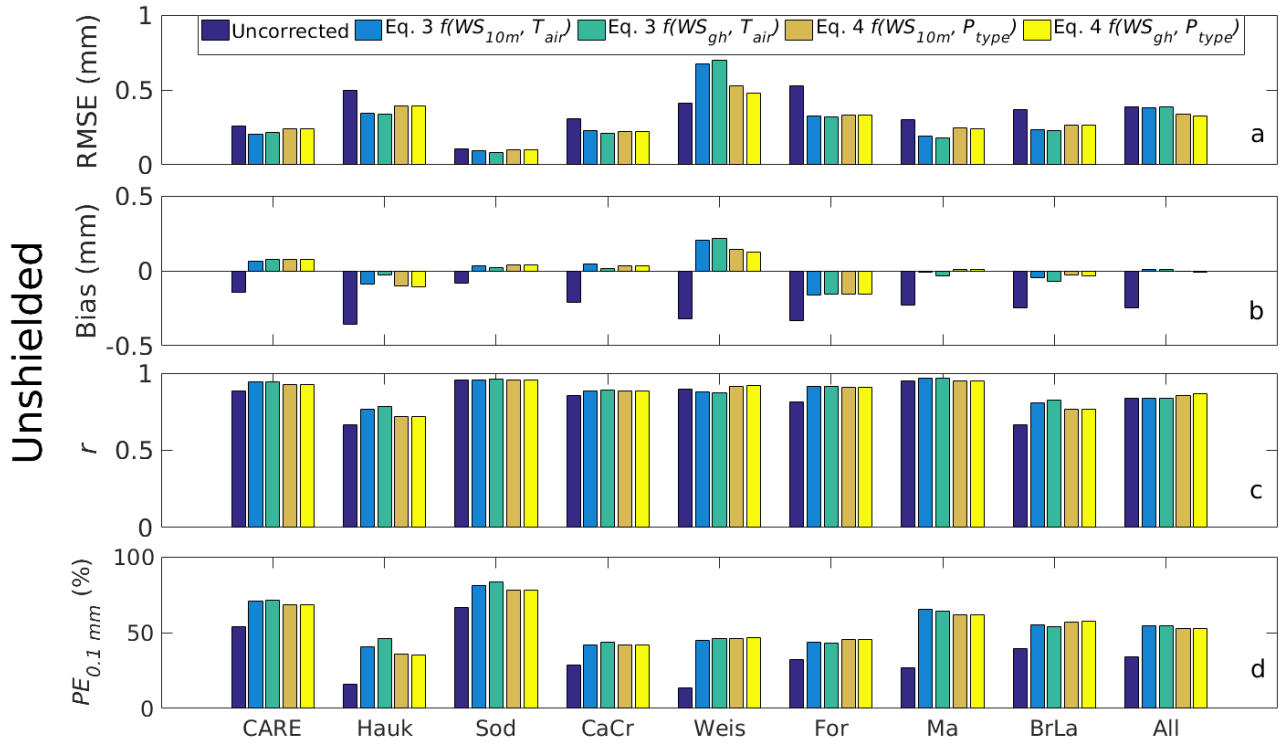 Unshielded
RMSE (mm)
1
0.5
0
Uncorrected Eq. 3 f(WS10m, Tair) Eq. 3 f(WSgh, Tair) Eq. 4 f(WS10m, Ptype) Eq. 4 f(WSgh, Ptype)
a
Bias (mm)
0.5
0
-0.5
b
r
1
0.5
0
c
PE0.1 mm (%)
100
50
0
d
CARE Hauk Sod CaCr Weis For Ma BrLa All